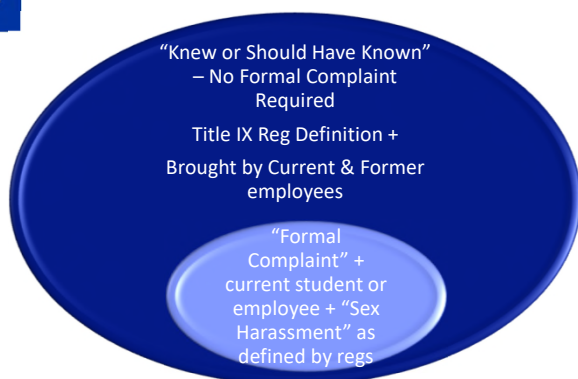 “Knew or Should Have Known”
– No Formal Complaint
Required
Title IX Reg Definition +
Brought by Current & Former
employees
“Formal
Complaint” +
current student or
employee + “Sex
Harassment” as
defined by regs